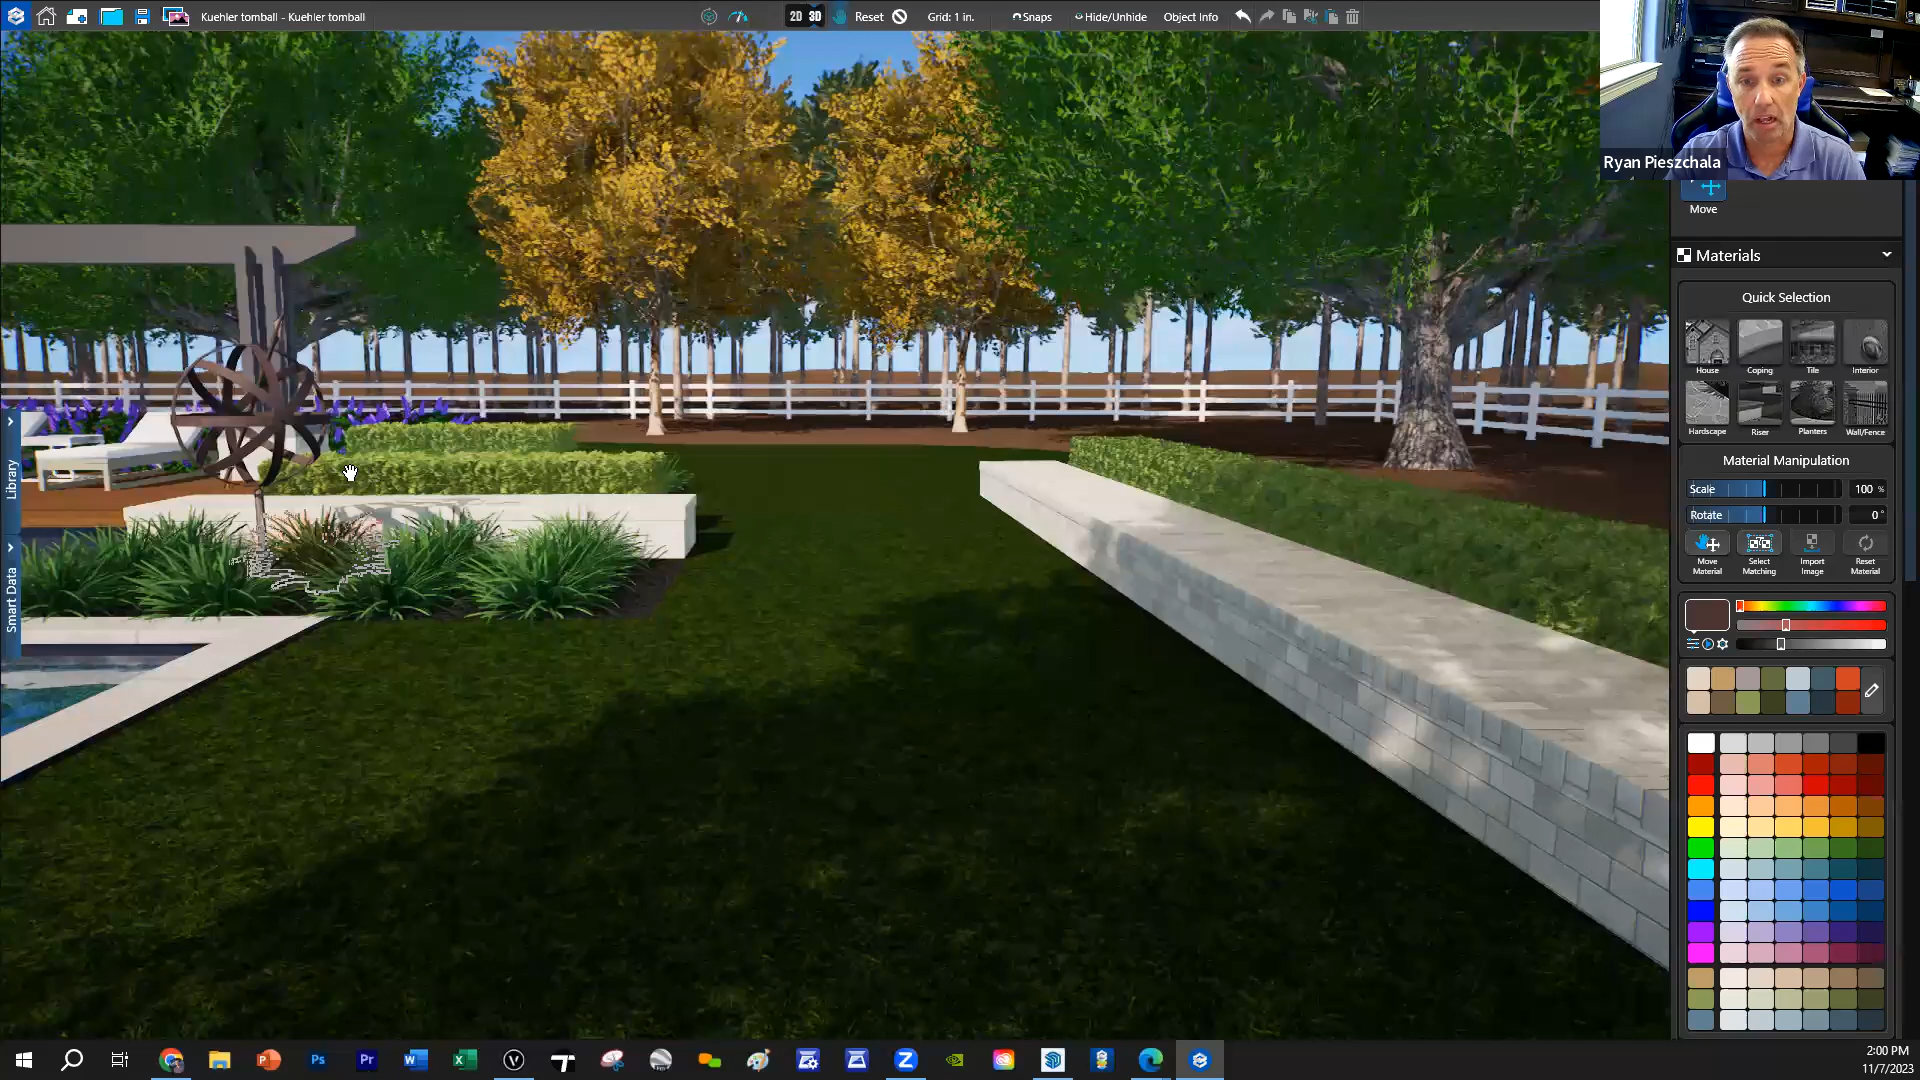 Kuehler tomball - Kuehler tomball
2D 3D Reset Grid: 1 in. Snaps Hide/Unhide Object Info
Ryan Pieszchala
Move
Materials
Quick Selection
House Coping Tile Interior
Hardscape Riser Planters Wall/Fence
Material Manipulation
Scale 100 %
Rotate 0°
Move Material
Select Matching
Import Image
Reset Material
Library
Smart Data
2:00 PM
11/7/2023